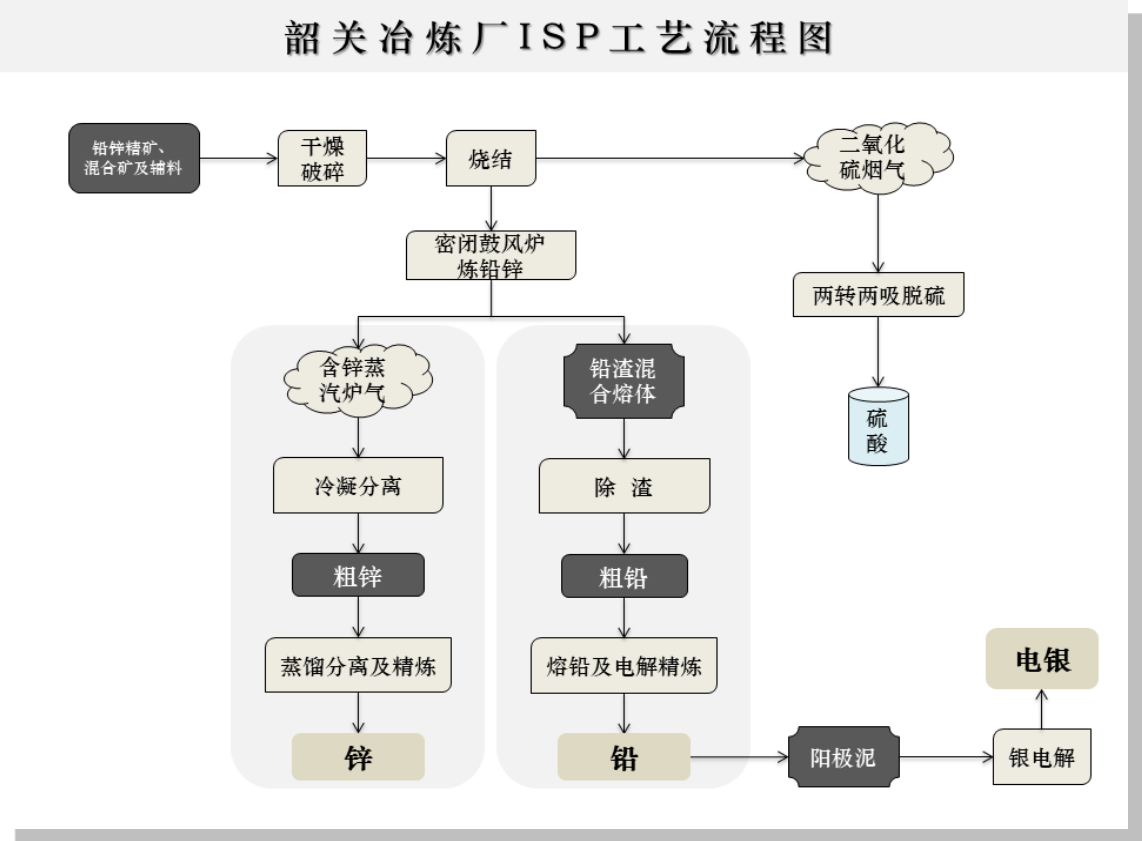 韶关冶炼厂ISP工艺流程图
铅锌精矿、
混合矿及辅料
干燥
破碎
烧结
二氧化
硫烟气
密闭鼓风炉
炼铅锌
两转两吸脱硫
含锌蒸
汽炉气
铅渣混
合熔体
硫
酸
冷凝分离
除 渣
粗锌
粗铅
蒸馏分离及精炼
熔铅及电解精炼
电银
锌
铅
阳极泥
银电解